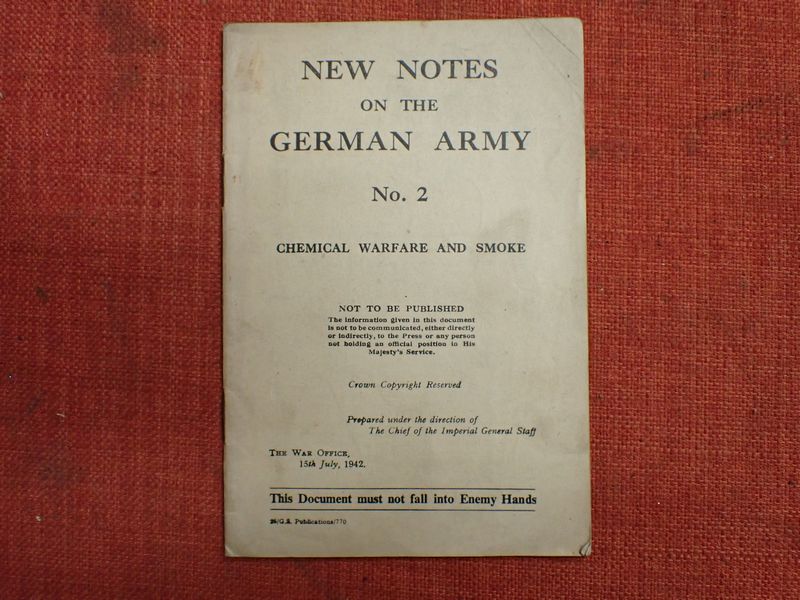 NEW NOTES
ON THE
GERMAN ARMY
No. 2
CHEMICAL WARFARE AND SMOKE
NOT TO BE PUBLISHED
The information given in this document
is not to be communicated, either directly
or indirectly, to the Press or any person
not holding an official position in His
Majesty's Service.
Crown Copyright Reserved
Prepared under the direction of
The Chief of the Imperial General Staff
THE WAR OFFICE,
15th July, 1942.
This Document must not fall into Enemy Hands
26/G.S. Publications/770